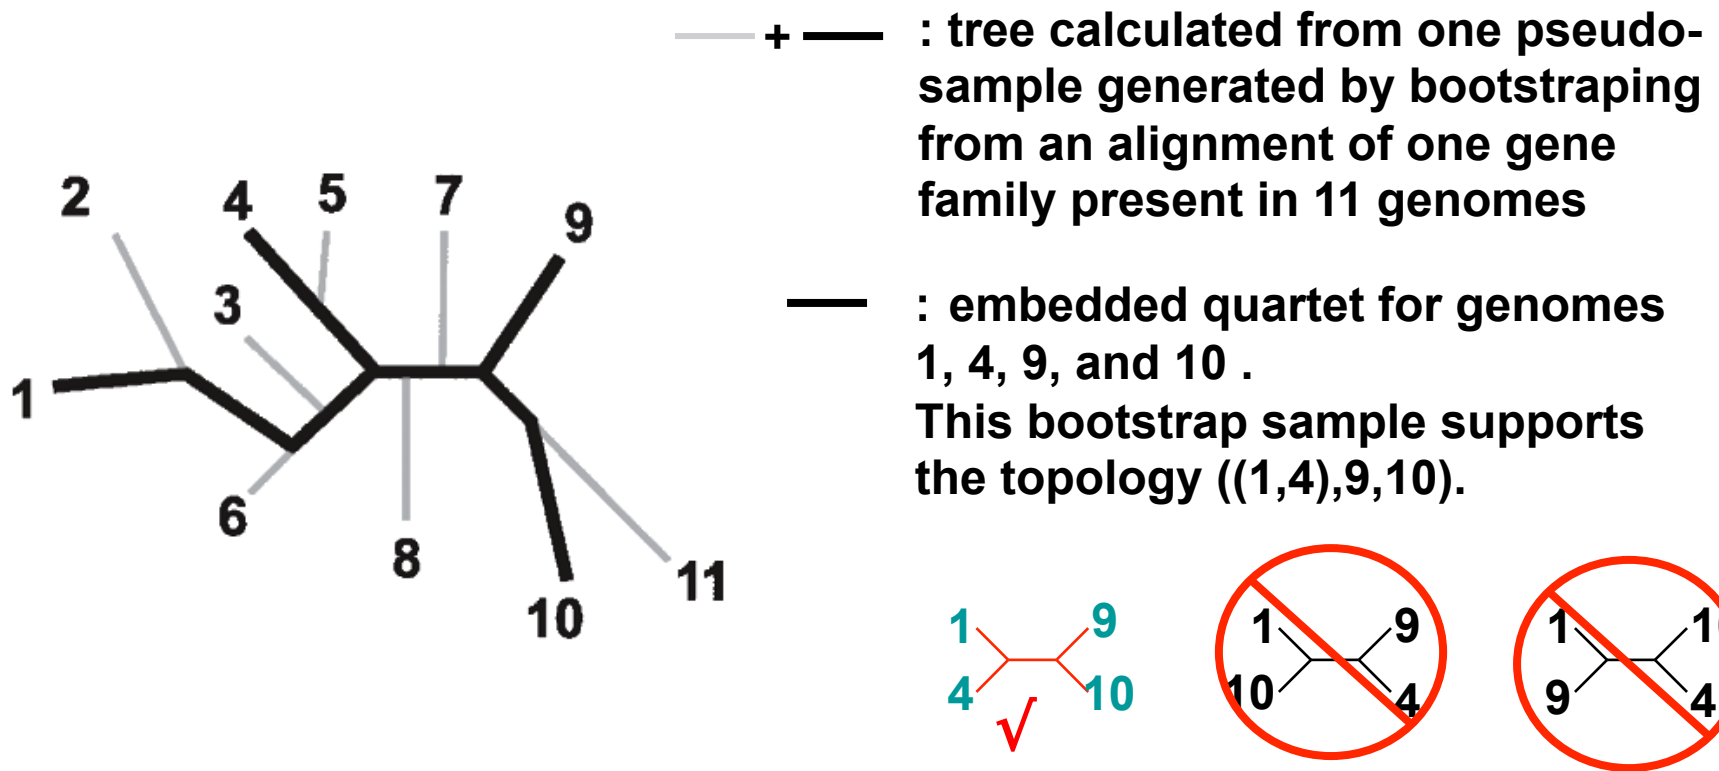 + : tree calculated from one pseudo-
sample generated by bootstraping
from an alignment of one gene
family present in 11 genomes
2 4 5 7 9
3
1
6
8
10
11
: embedded quartet for genomes
1, 4, 9, and 10 .
This bootstrap sample supports
the topology ((1,4),9,10).
1 9
4 10
√
1 9
10 4
1 1
9 4